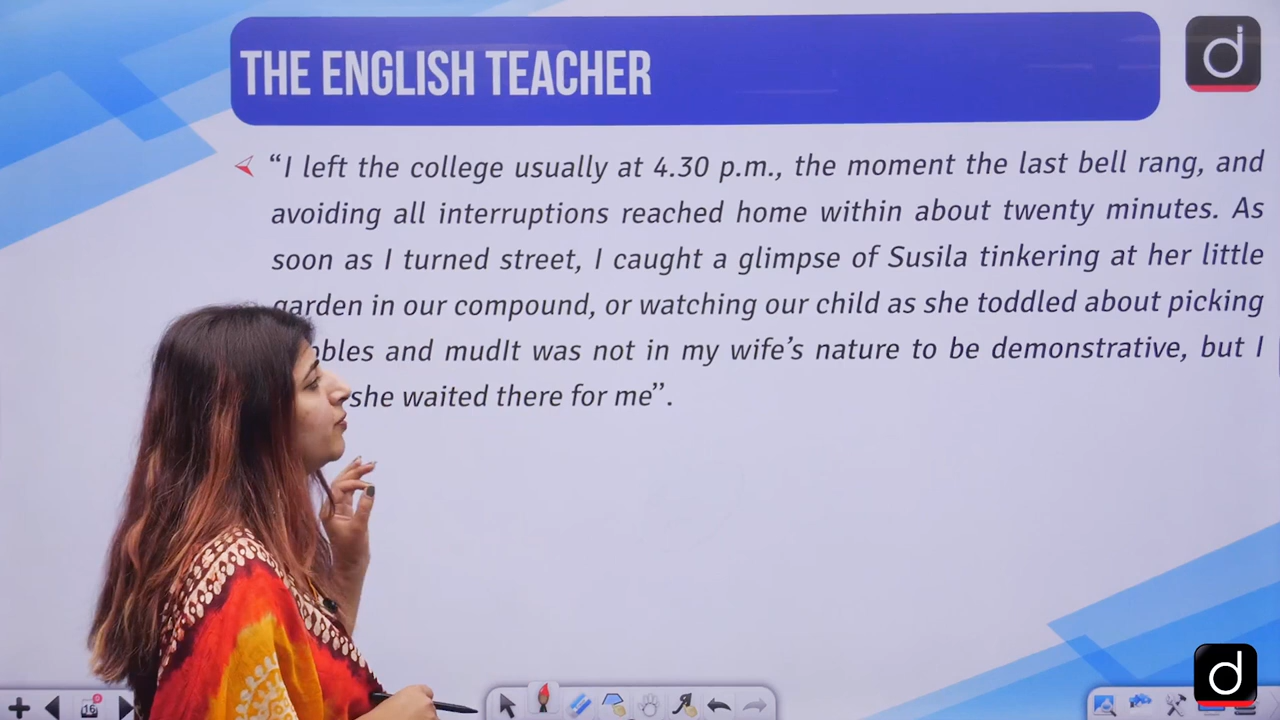 THE ENGLISH TEACHER
“I left the college usually at 4.30 p.m., the moment the last bell rang, and
avoiding all interruptions reached home within about twenty minutes. As
soon as I turned street, I caught a glimpse of Susila tinkering at her little
garden in our compound, or watching our child as she toddled about picking
and mudIt was not in my wife’s nature to be demonstrative, but I
she waited there for me”.
16